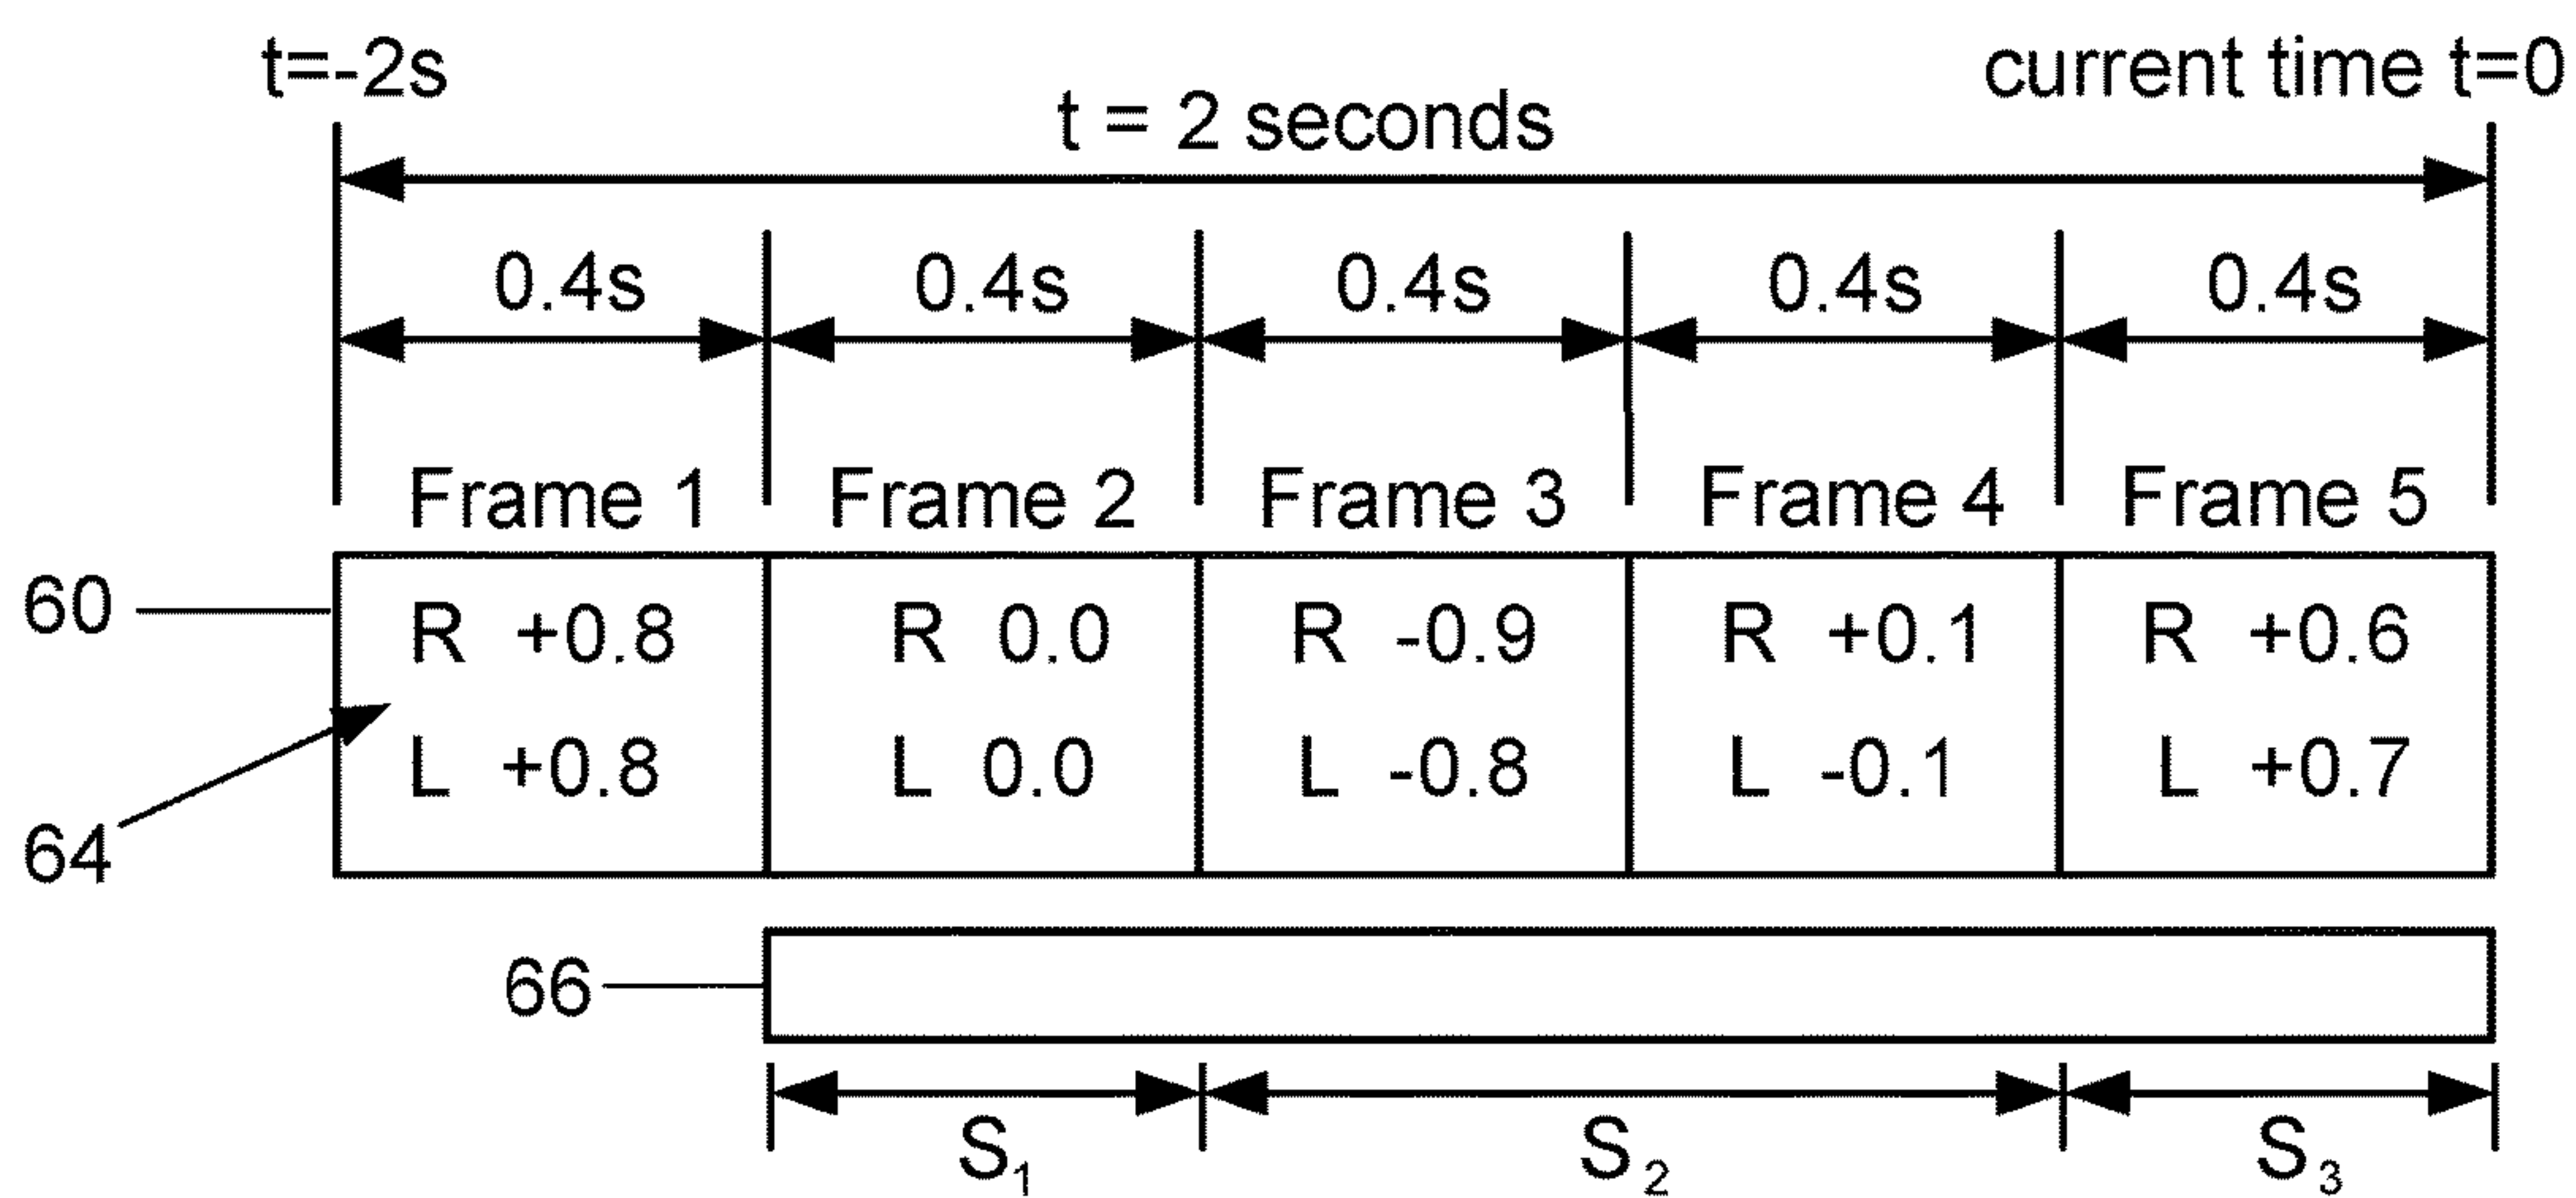 t=-2s
current time t=0
t = 2 seconds
0.4s 0.4s 0.4s 0.4s 0.4s
Frame 1 Frame 2 Frame 3 Frame 4 Frame 5
60
R +0.8 R 0.0 R -0.9 R +0.1 R +0.6
L +0.8 L 0.0 L -0.8 L -0.1 L +0.7
64
66
S1 S2 S3